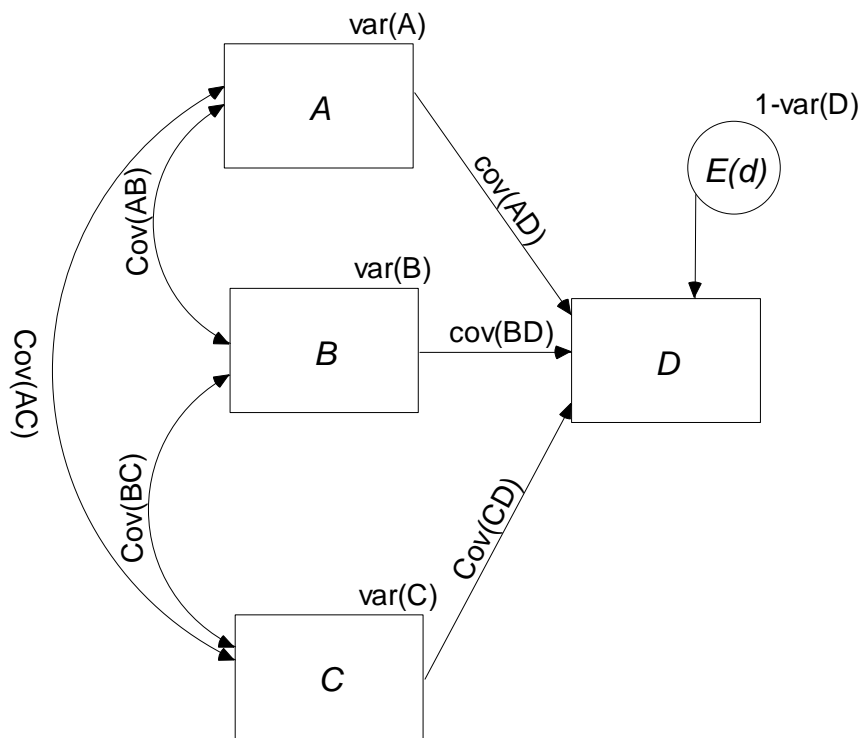 var(A)
A
1-var(D)
E(d)
cov(AD)
Cov(AB)
var(B)
B
cov(BD)
D
Cov(AC)
Cov(BC)
Cov(CD)
var(C)
C